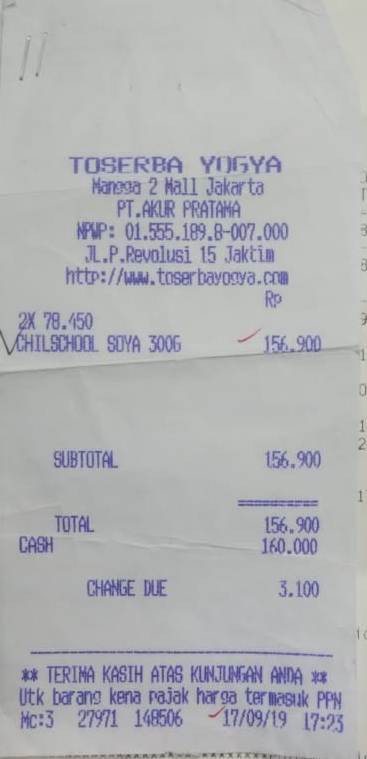 TOSERBA YOGYA
Mangga 2 Mall Jakarta
PT.AKUR PRATAMA
NPWP: 01.555.189.8-007.000
JL.P.Revolusi 15 Jaktim
http://www.toserbayogya.com
Rp
2X 78.450
CHILSCHOOL SOYA 300G 156.900
SUBTOTAL 156.900
==========
TOTAL 156.900
CASH 160.000
CHANGE DUE 3.100
** TERIMA KASIH ATAS KUNJUNGAN ANDA **
Utk barang kena pajak harga termasuk PPN
Mc:3 27971 148506 17/09/19 17:23